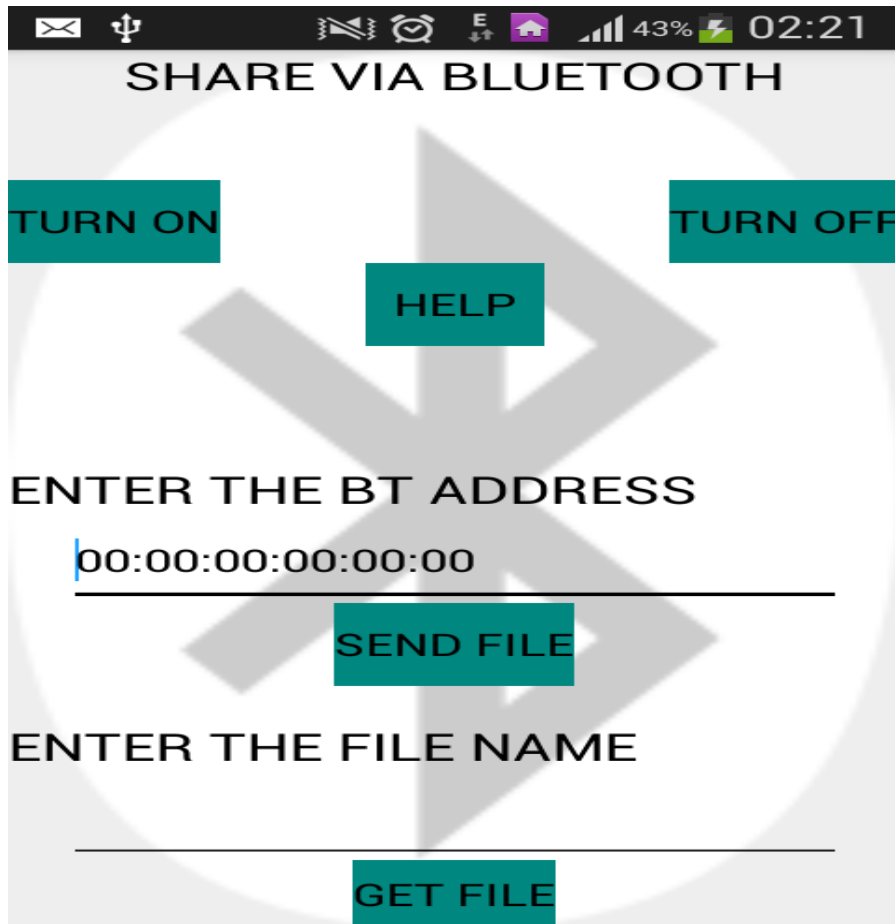 E 43% 02:21
SHARE VIA BLUETOOTH
TURN ON TURN OFF
HELP
ENTER THE BT ADDRESS
00:00:00:00:00:00
SEND FILE
ENTER THE FILE NAME
GET FILE